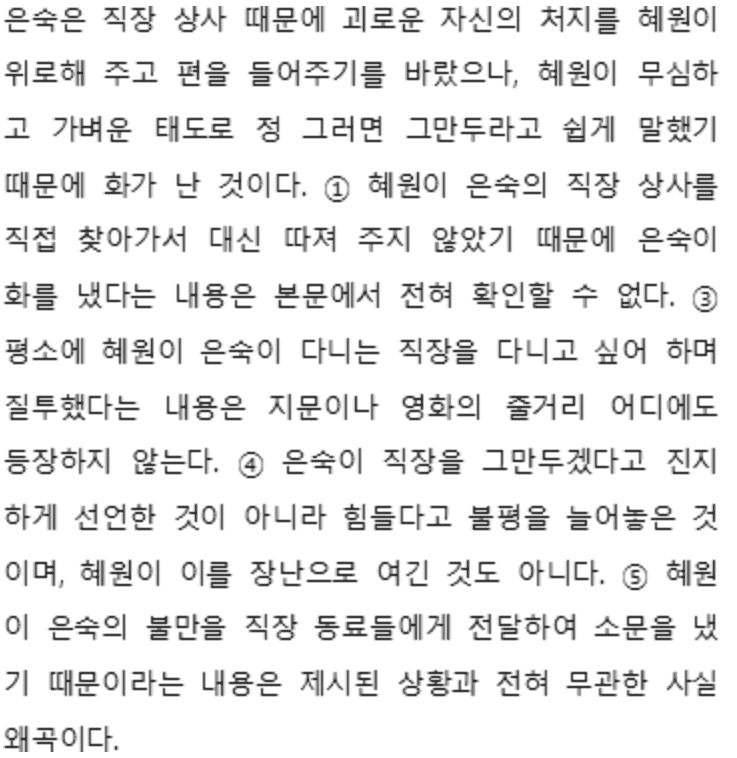 은숙은 직장 상사 때문에 괴로운 자신의 처지를 혜원이
위로해 주고 편을 들어주기를 바랐으나, 혜원이 무심하
고 가벼운 태도로 정 그러면 그만두라고 쉽게 말했기
때문에 화가 난 것이다. ① 혜원이 은숙의 직장 상사를
직접 찾아가서 대신 따져 주지 않았기 때문에 은숙이
화를 냈다는 내용은 본문에서 전혀 확인할 수 없다. ③
평소에 혜원이 은숙이 다니는 직장을 다니고 싶어 하며
질투했다는 내용은 지문이나 영화의 줄거리 어디에도
등장하지 않는다. ④ 은숙이 직장을 그만두겠다고 진지
하게 선언한 것이 아니라 힘들다고 불평을 늘어놓은 것
이며, 혜원이 이를 장난으로 여긴 것도 아니다. ⑤ 혜원
이 은숙의 불만을 직장 동료들에게 전달하여 소문을 냈
기 때문이라는 내용은 제시된 상황과 전혀 무관한 사실
왜곡이다.